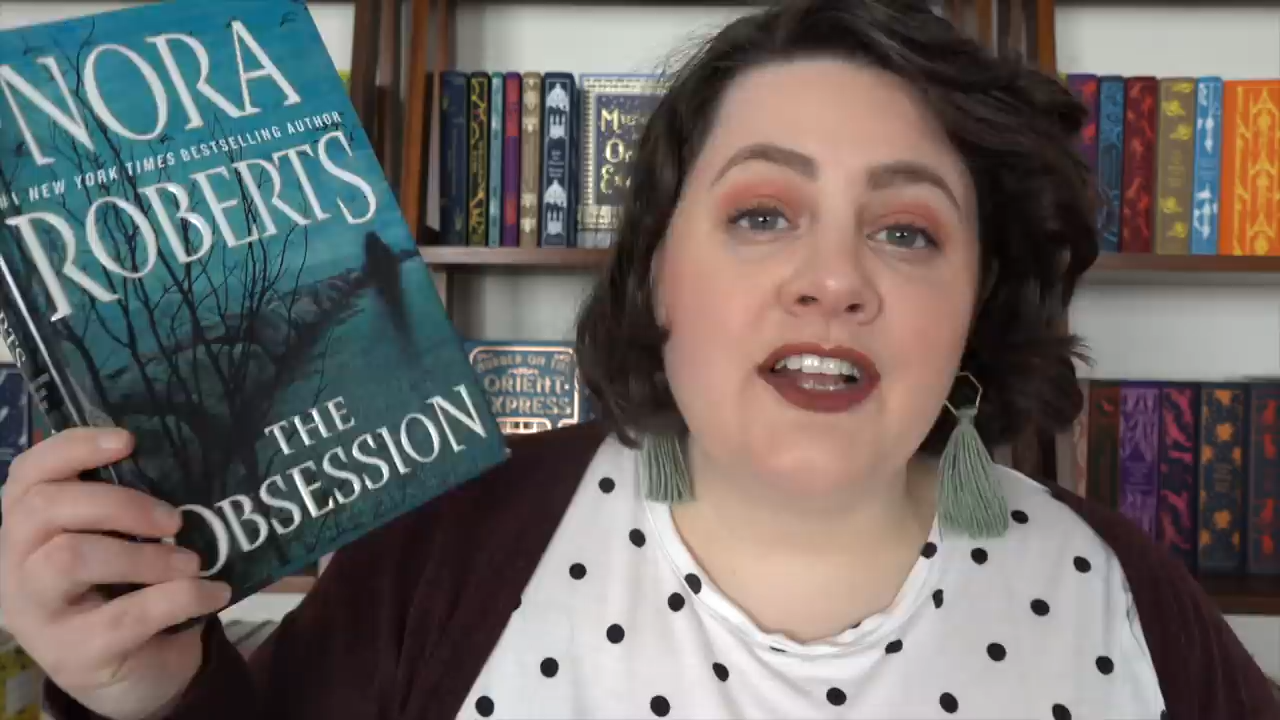 NORA
#1 NEW YORK TIMES BESTSELLING AUTHOR
ROBERTS
THE
OBSESSION
MURDER ON THE
ORIENT
EXPRESS